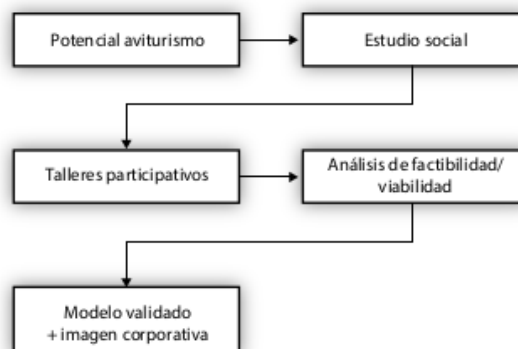 Potencial aviturismo
Estudio social
Talleres participativos
Análisis de factibilidad/
viabilidad
Modelo validado
+ imagen corporativa